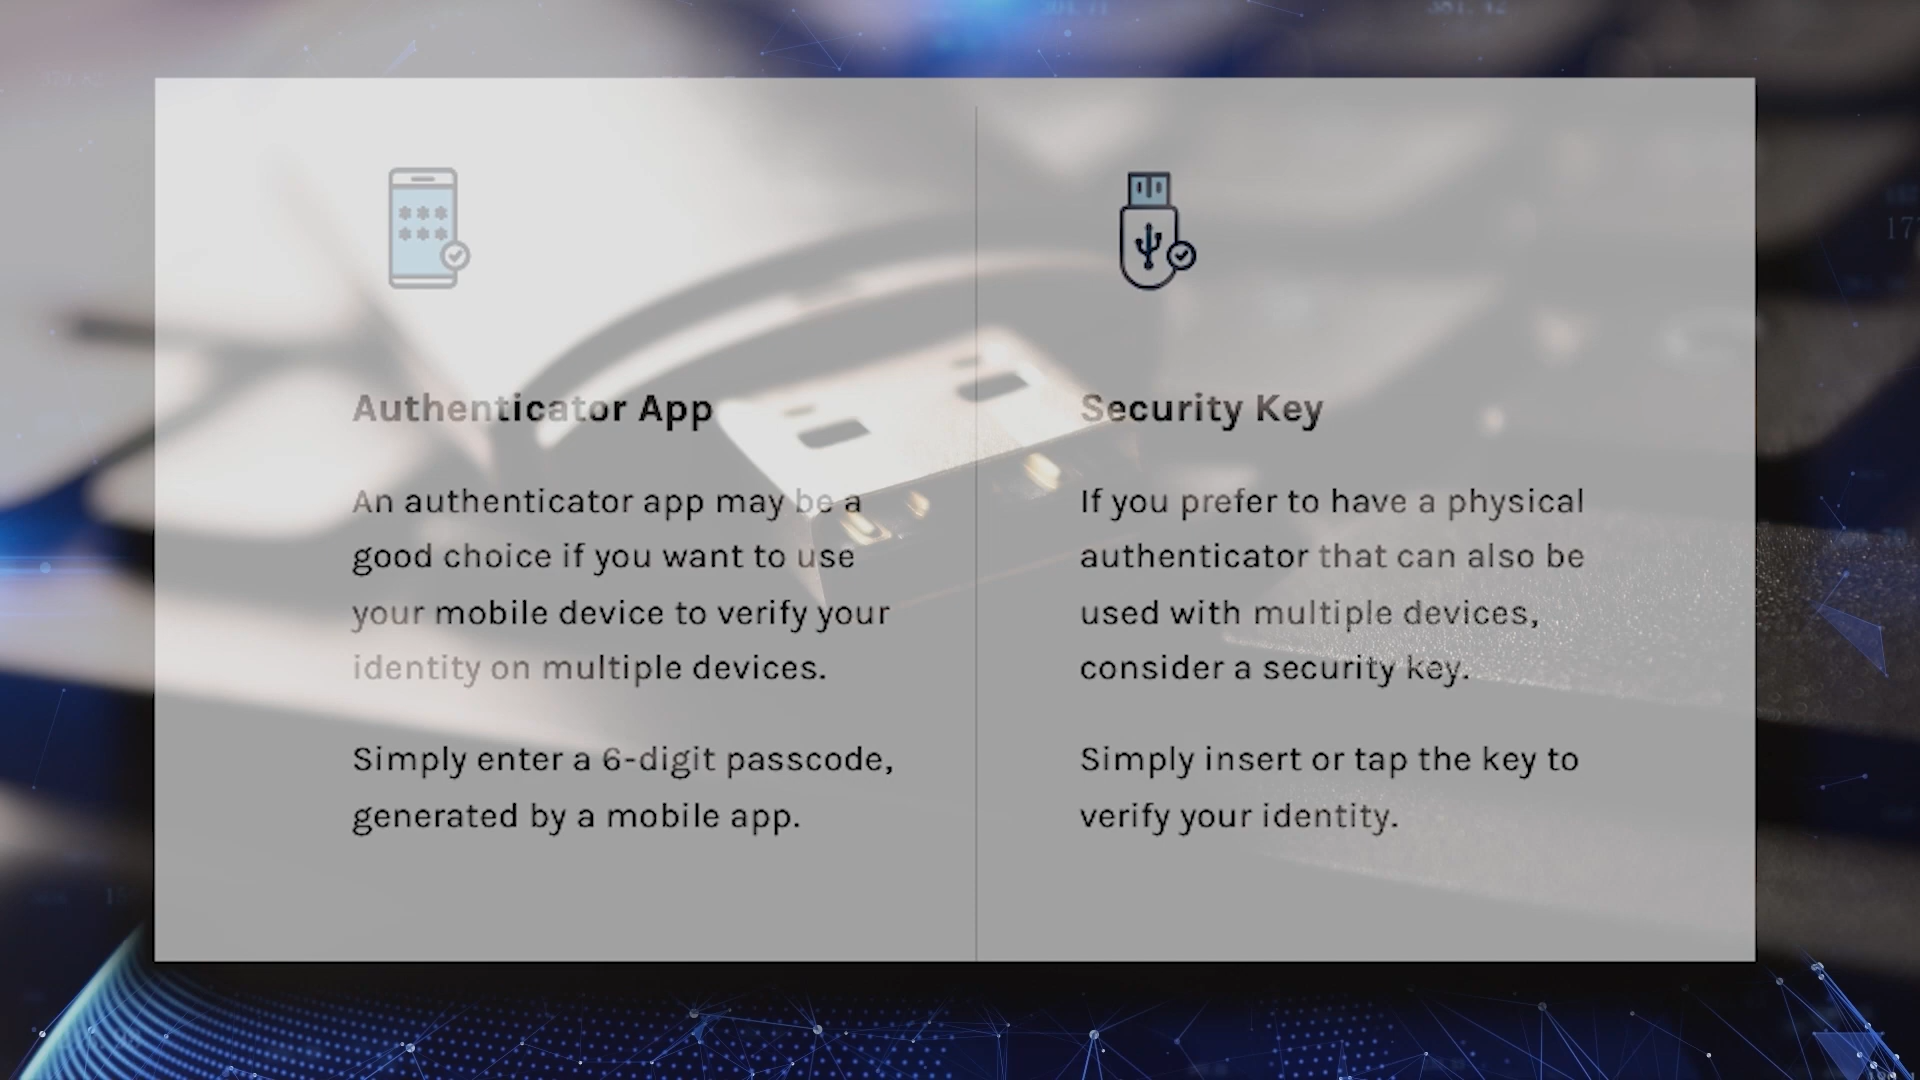 Authenticator App
An authenticator app may be a
good choice if you want to use
your mobile device to verify your
identity on multiple devices.
Simply enter a 6-digit passcode,
generated by a mobile app.
Security Key
If you prefer to have a physical
authenticator that can also be
used with multiple devices,
consider a security key.
Simply insert or tap the key to
verify your identity.